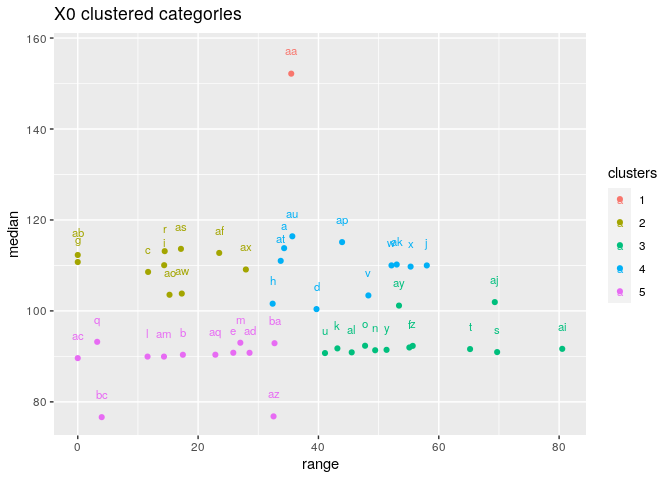 X0 clustered categories
160
140
120
100
80
median
aa
au
ap
a
at
r
as
af
ab
g
i
c
ax
w
ak
x
j
ao
aw
o
d
v
ay
aj
q
m
ba
ac
l
am
b
aq
e
ad
u
k
al
o
n
y
f
z
t
s
ai
bc
az
0
20
40
60
80
range
clusters
a 1
a 2
a 3
a 4
a 5